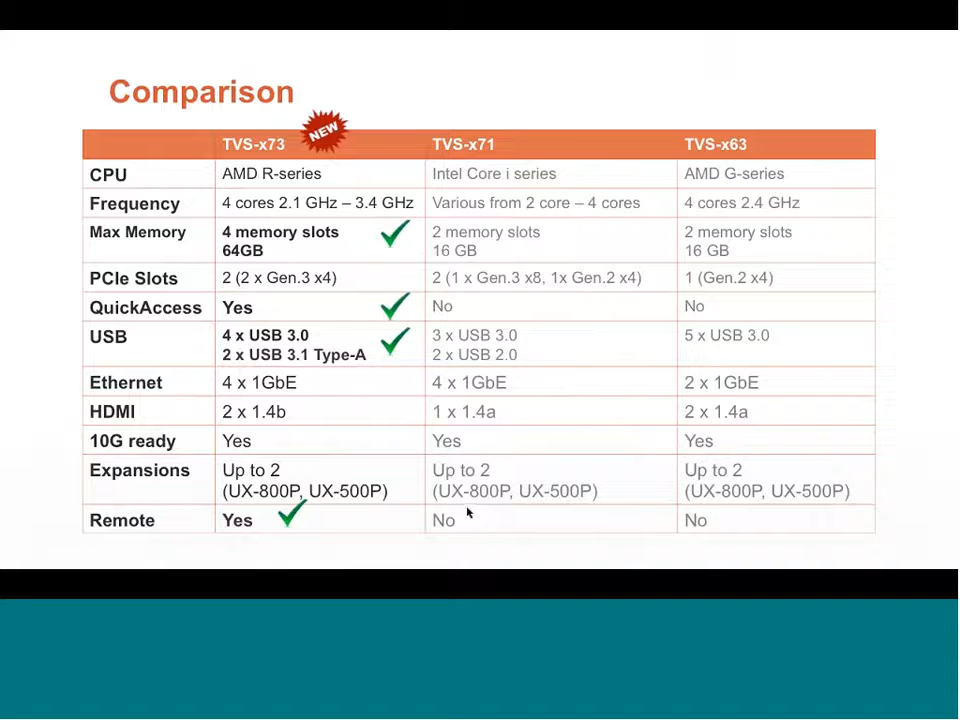 Comparison
NEW
TVS-x73 TVS-x71 TVS-x63
CPU AMD R-series Intel Core i series AMD G-series
Frequency 4 cores 2.1 GHz – 3.4 GHz Various from 2 core – 4 cores 4 cores 2.4 GHz
Max Memory 4 memory slots 2 memory slots 2 memory slots
64GB 16 GB 16 GB
PCIe Slots 2 (2 x Gen.3 x4) 2 (1 x Gen.3 x8, 1x Gen.2 x4) 1 (Gen.2 x4)
QuickAccess Yes No No
USB 4 x USB 3.0 3 x USB 3.0 5 x USB 3.0
2 x USB 3.1 Type-A 2 x USB 2.0
Ethernet 4 x 1GbE 4 x 1GbE 2 x 1GbE
HDMI 2 x 1.4b 1 x 1.4a 2 x 1.4a
10G ready Yes Yes Yes
Expansions Up to 2 Up to 2 Up to 2
(UX-800P, UX-500P) (UX-800P, UX-500P) (UX-800P, UX-500P)
Remote Yes No No